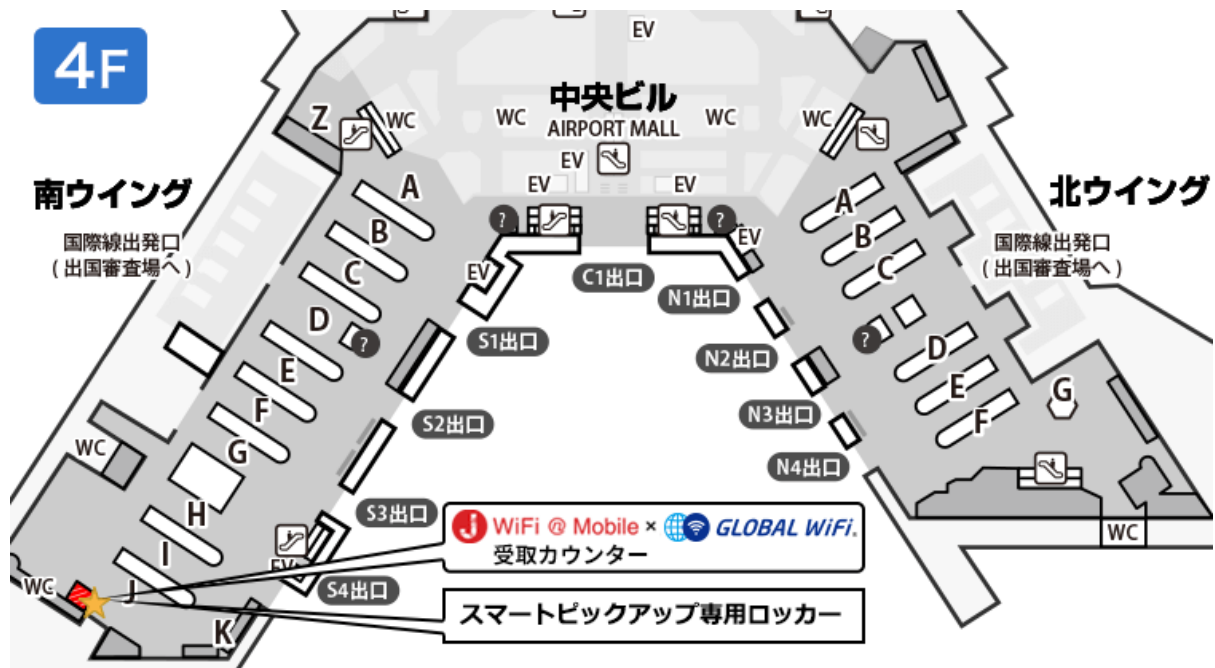 4F
中央ビル
AIRPORT MALL
EV
WC
WC
WC
WC
EV
EV
EV
南ウイング
国際線出発口
(出国審査場へ)
Z
A
B
C
D
E
F
G
H
I
J
K
WC
WC
?
?
EV
EV
EV
北ウイング
国際線出発口
(出国審査場へ)
A
B
C
D
E
F
G
?
?
WC
C1出口
S1出口
S2出口
S3出口
S4出口
N1出口
N2出口
N3出口
N4出口
J WiFi @ Mobile × GLOBAL WiFi.
受取カウンター
スマートピックアップ専用ロッカー